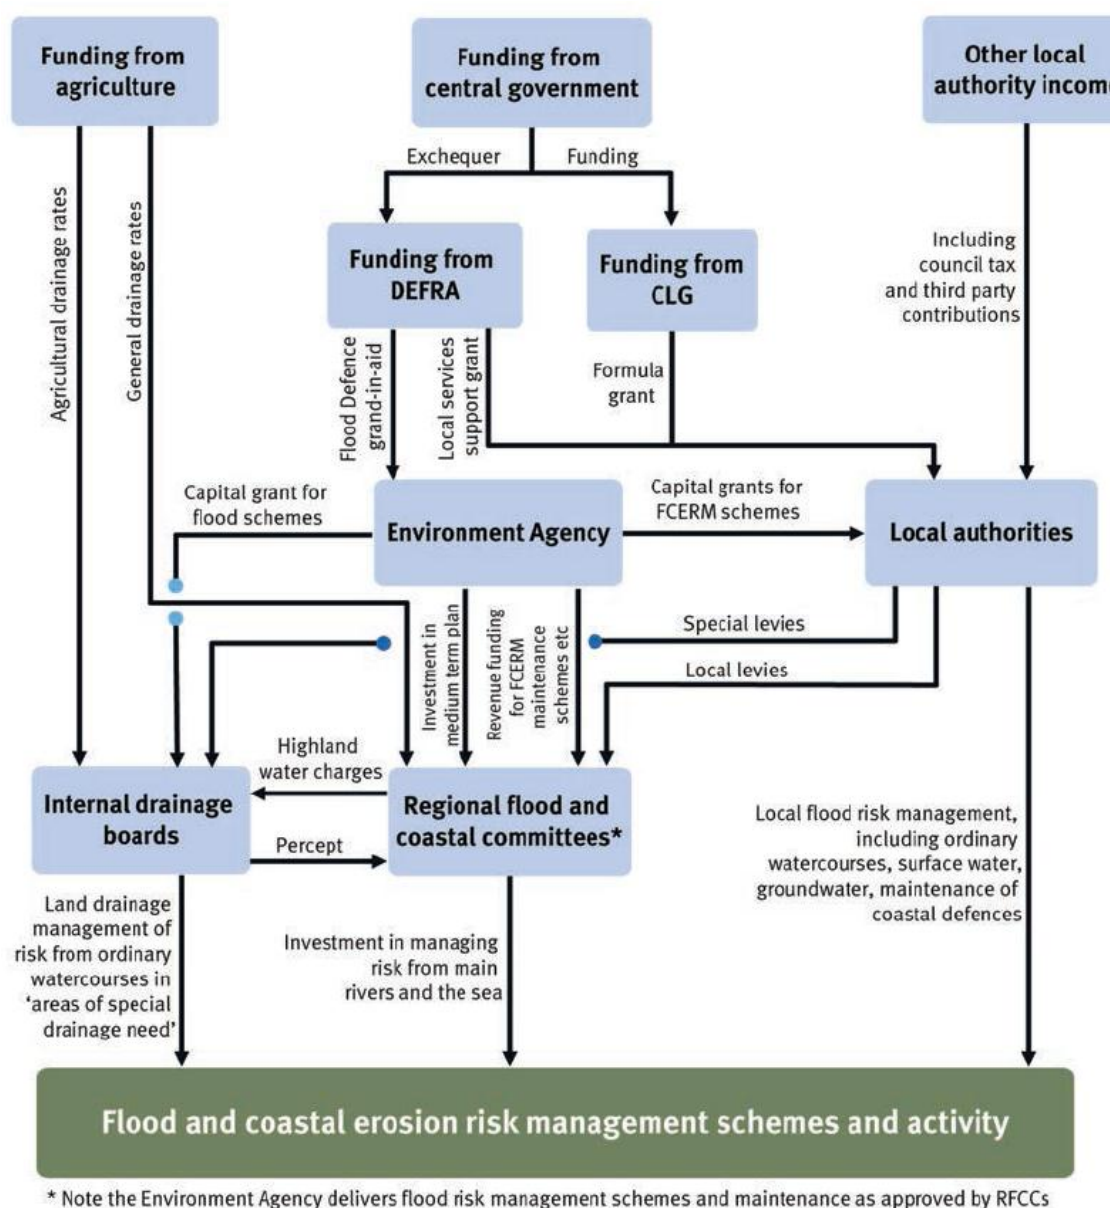 Funding from
agriculture
Funding from
central government
Other local
authority income
Exchequer
Funding
Agricultural drainage rates
General drainage rates
Funding from
DEFRA
Funding from
CLG
Including
council tax
and third party
contributions
Flood Defence
grand-in-aid
Local services
support grant
Formula
grant
Capital grant for
flood schemes
Environment Agency
Capital grants for
FCERM schemes
Local authorities
Investment in
medium term plan
Revenue funding
for FCERM
maintenance
schemes etc
Special levies
Local levies
Highland
water charges
Internal drainage
boards
Regional flood and
coastal committees*
Percept
Land drainage
management of
risk from ordinary
watercourses in
‘areas of special
drainage need’
Investment in managing
risk from main
rivers and the sea
Local flood risk management,
including ordinary
watercourses, surface water,
groundwater, maintenance of
coastal defences
Flood and coastal erosion risk management schemes and activity
* Note the Environment Agency delivers flood risk management schemes and maintenance as approved by RFCCs